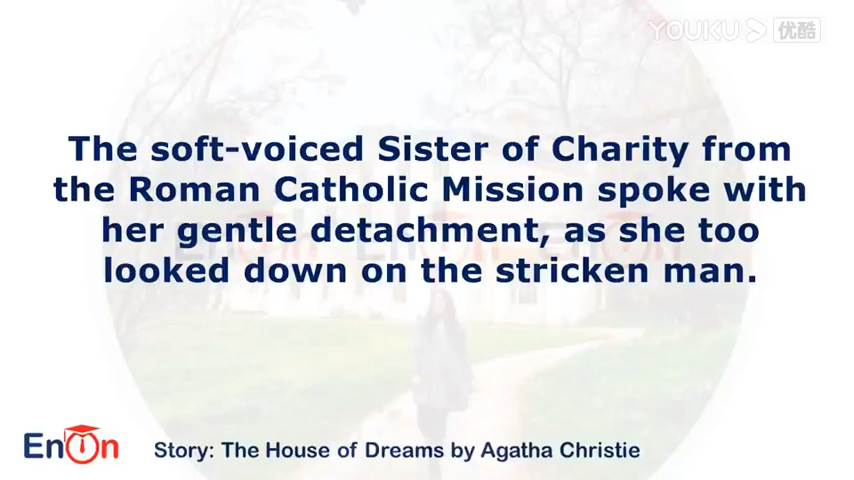 YOUKU 优酷
The soft-voiced Sister of Charity from
the Roman Catholic Mission spoke with
her gentle detachment, as she too
looked down on the stricken man.
EnOn
Story: The House of Dreams by Agatha Christie